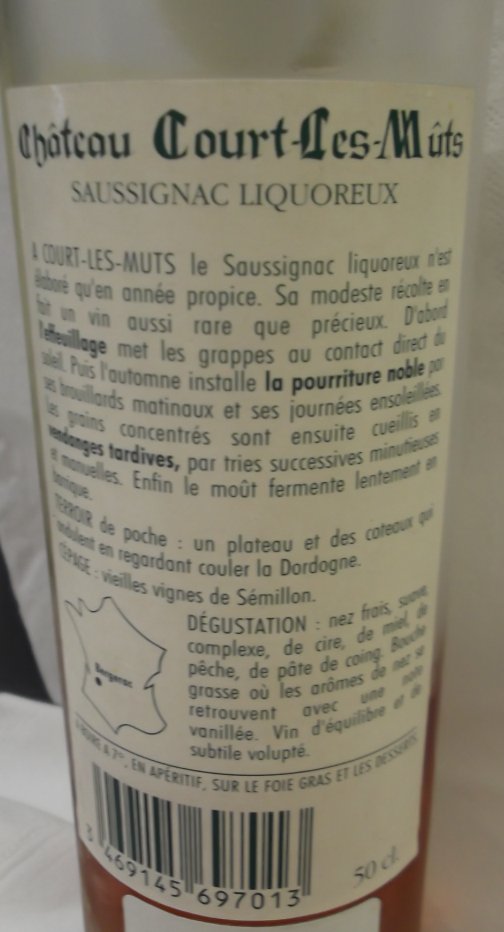 Château Court-Les-Mûts
SAUSSIGNAC LIQUOREUX
A COURT-LES-MUTS le Saussignac liquoreux n'est
élaboré qu'en année propice. Sa modeste récolte en
fait un vin aussi rare que précieux. D'abord
l'effeuillage met les grappes au contact direct du
soleil. Puis l'automne installe la pourriture noble par
ses brouillards matinaux et ses journées ensoleillées.
Les grains concentrés sont ensuite cueillis en
vendanges tardives, par tries successives minutieuses
et manuelles. Enfin le moût fermente lentement en
barrique.
TERROIR de poche : un plateau et des coteaux qui
ondulent en regardant couler la Dordogne.
CÉPAGE : vieilles vignes de Sémillon.
DÉGUSTATION : nez frais, suave,
complexe, de cire, de miel, de
pêche, de pâte de coing. Bouche
grasse où les arômes de nez se
retrouvent avec une note
vanillée. Vin d'équilibre et de
subtile volupté.
Bergerac
A BOIRE A 7°, EN APÉRITIF, SUR LE FOIE GRAS ET LES DESSERTS.
3 469145 697013
50 cl.